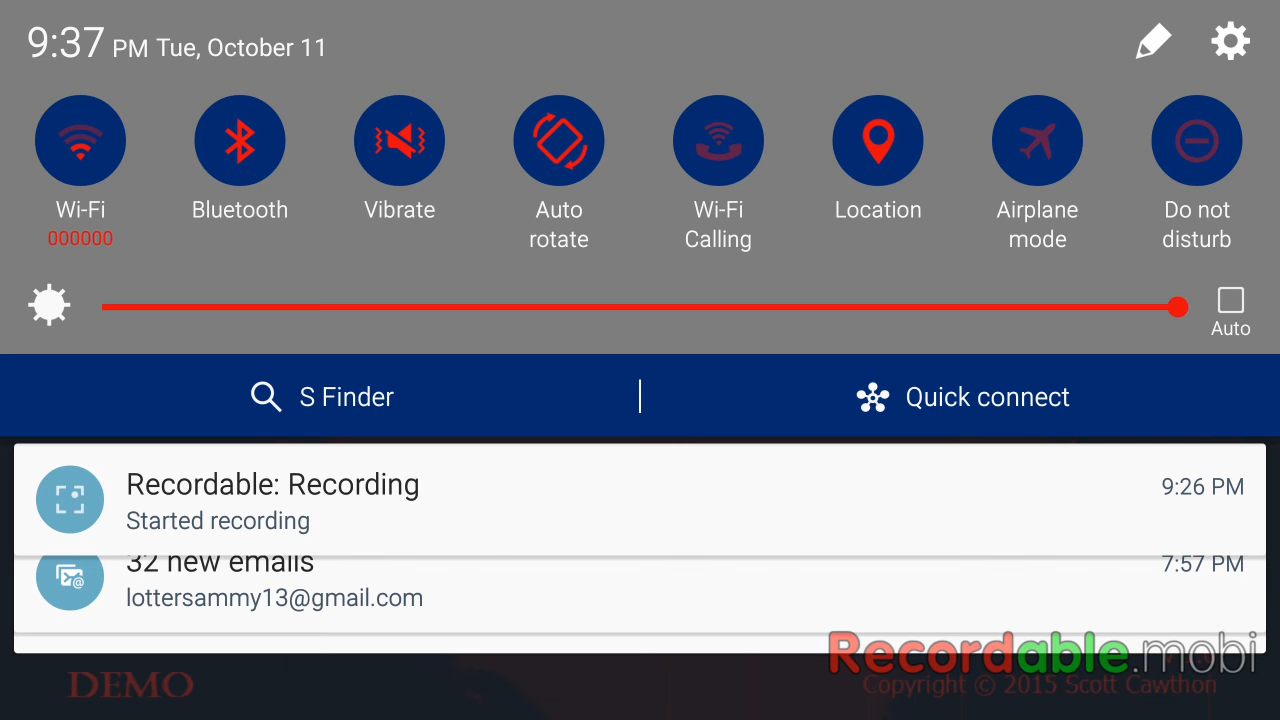 9:37 PM Tue, October 11
Wi-Fi
000000
Bluetooth
Vibrate
Auto
rotate
Wi-Fi
Calling
Location
Airplane
mode
Do not
disturb
Auto
S Finder
Quick connect
Recordable: Recording
9:26 PM
Started recording
32 new emails
7:57 PM
lottersammy13@gmail.com
Recordable.mobi
DEMO
Copyright © 2015 Scott Cawthon